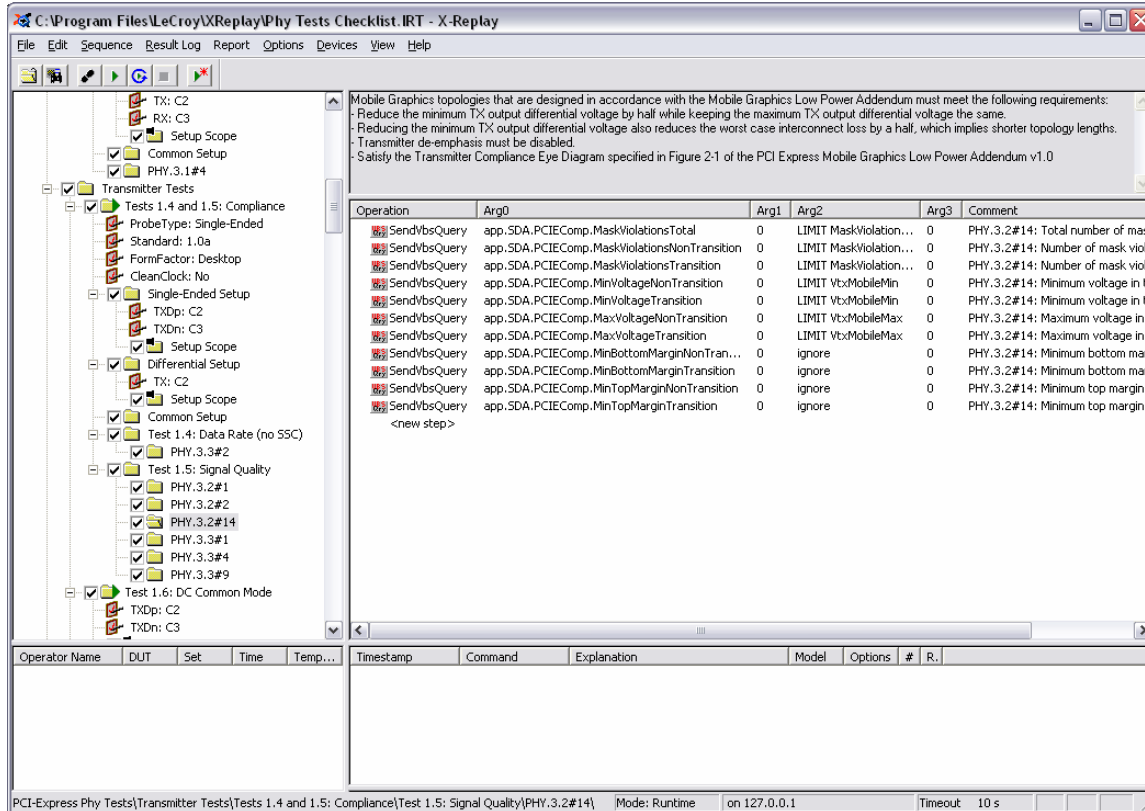 C:\Program Files\LeCroy\XReplay\Phy Tests Checklist.IRT - X-Replay
File Edit Sequence Result Log Report Options Devices View Help
TX: C2
RX: C3
Setup Scope
Common Setup
PHY.3.1#4
Transmitter Tests
Tests 1.4 and 1.5: Compliance
ProbeType: Single-Ended
Standard: 1.0a
FormFactor: Desktop
CleanClock: No
Single-Ended Setup
TXDp: C2
TXDn: C3
Setup Scope
Differential Setup
TX: C2
Setup Scope
Common Setup
Test 1.4: Data Rate (no SSC)
PHY.3.3#2
Test 1.5: Signal Quality
PHY.3.2#1
PHY.3.2#2
PHY.3.2#14
PHY.3.3#1
PHY.3.3#4
PHY.3.3#9
Test 1.6: DC Common Mode
TXDp: C2
TXDn: C3
Mobile Graphics topologies that are designed in accordance with the Mobile Graphics Low Power Addendum must meet the following requirements:
- Reduce the minimum TX output differential voltage by half while keeping the maximum TX output differential voltage the same.
- Reducing the minimum TX output differential voltage also reduces the worst case interconnect loss by a half, which implies shorter topology lengths.
- Transmitter de-emphasis must be disabled.
- Satisfy the Transmitter Compliance Eye Diagram specified in Figure 2-1 of the PCI Express Mobile Graphics Low Power Addendum v1.0
Operation Arg0 Arg1 Arg2 Arg3 Comment
SendVbsQuery app.SDA.PCIEComp.MaskViolationsTotal 0 LIMIT MaskViolation... 0 PHY.3.2#14: Total number of mas
SendVbsQuery app.SDA.PCIEComp.MaskViolationsNonTransition 0 LIMIT MaskViolation... 0 PHY.3.2#14: Number of mask viol
SendVbsQuery app.SDA.PCIEComp.MaskViolationsTransition 0 LIMIT MaskViolation... 0 PHY.3.2#14: Number of mask viol
SendVbsQuery app.SDA.PCIEComp.MinVoltageNonTransition 0 LIMIT VtxMobileMin 0 PHY.3.2#14: Minimum voltage in t
SendVbsQuery app.SDA.PCIEComp.MinVoltageTransition 0 LIMIT VtxMobileMin 0 PHY.3.2#14: Minimum voltage in t
SendVbsQuery app.SDA.PCIEComp.MaxVoltageNonTransition 0 LIMIT VtxMobileMax 0 PHY.3.2#14: Maximum voltage in
SendVbsQuery app.SDA.PCIEComp.MaxVoltageTransition 0 LIMIT VtxMobileMax 0 PHY.3.2#14: Maximum voltage in
SendVbsQuery app.SDA.PCIEComp.MinBottomMarginNonTran... 0 ignore 0 PHY.3.2#14: Minimum bottom ma
SendVbsQuery app.SDA.PCIEComp.MinBottomMarginTransition 0 ignore 0 PHY.3.2#14: Minimum bottom ma
SendVbsQuery app.SDA.PCIEComp.MinTopMarginNonTransition 0 ignore 0 PHY.3.2#14: Minimum top margin
SendVbsQuery app.SDA.PCIEComp.MinTopMarginTransition 0 ignore 0 PHY.3.2#14: Minimum top margin
<new step>
Operator Name DUT Set Time Temp...
Timestamp Command Explanation Model Options # R.
PCI-Express Phy Tests\Transmitter Tests\Tests 1.4 and 1.5: Compliance\Test 1.5: Signal Quality\PHY.3.2#14\ Mode: Runtime on 127.0.0.1 Timeout 10 s